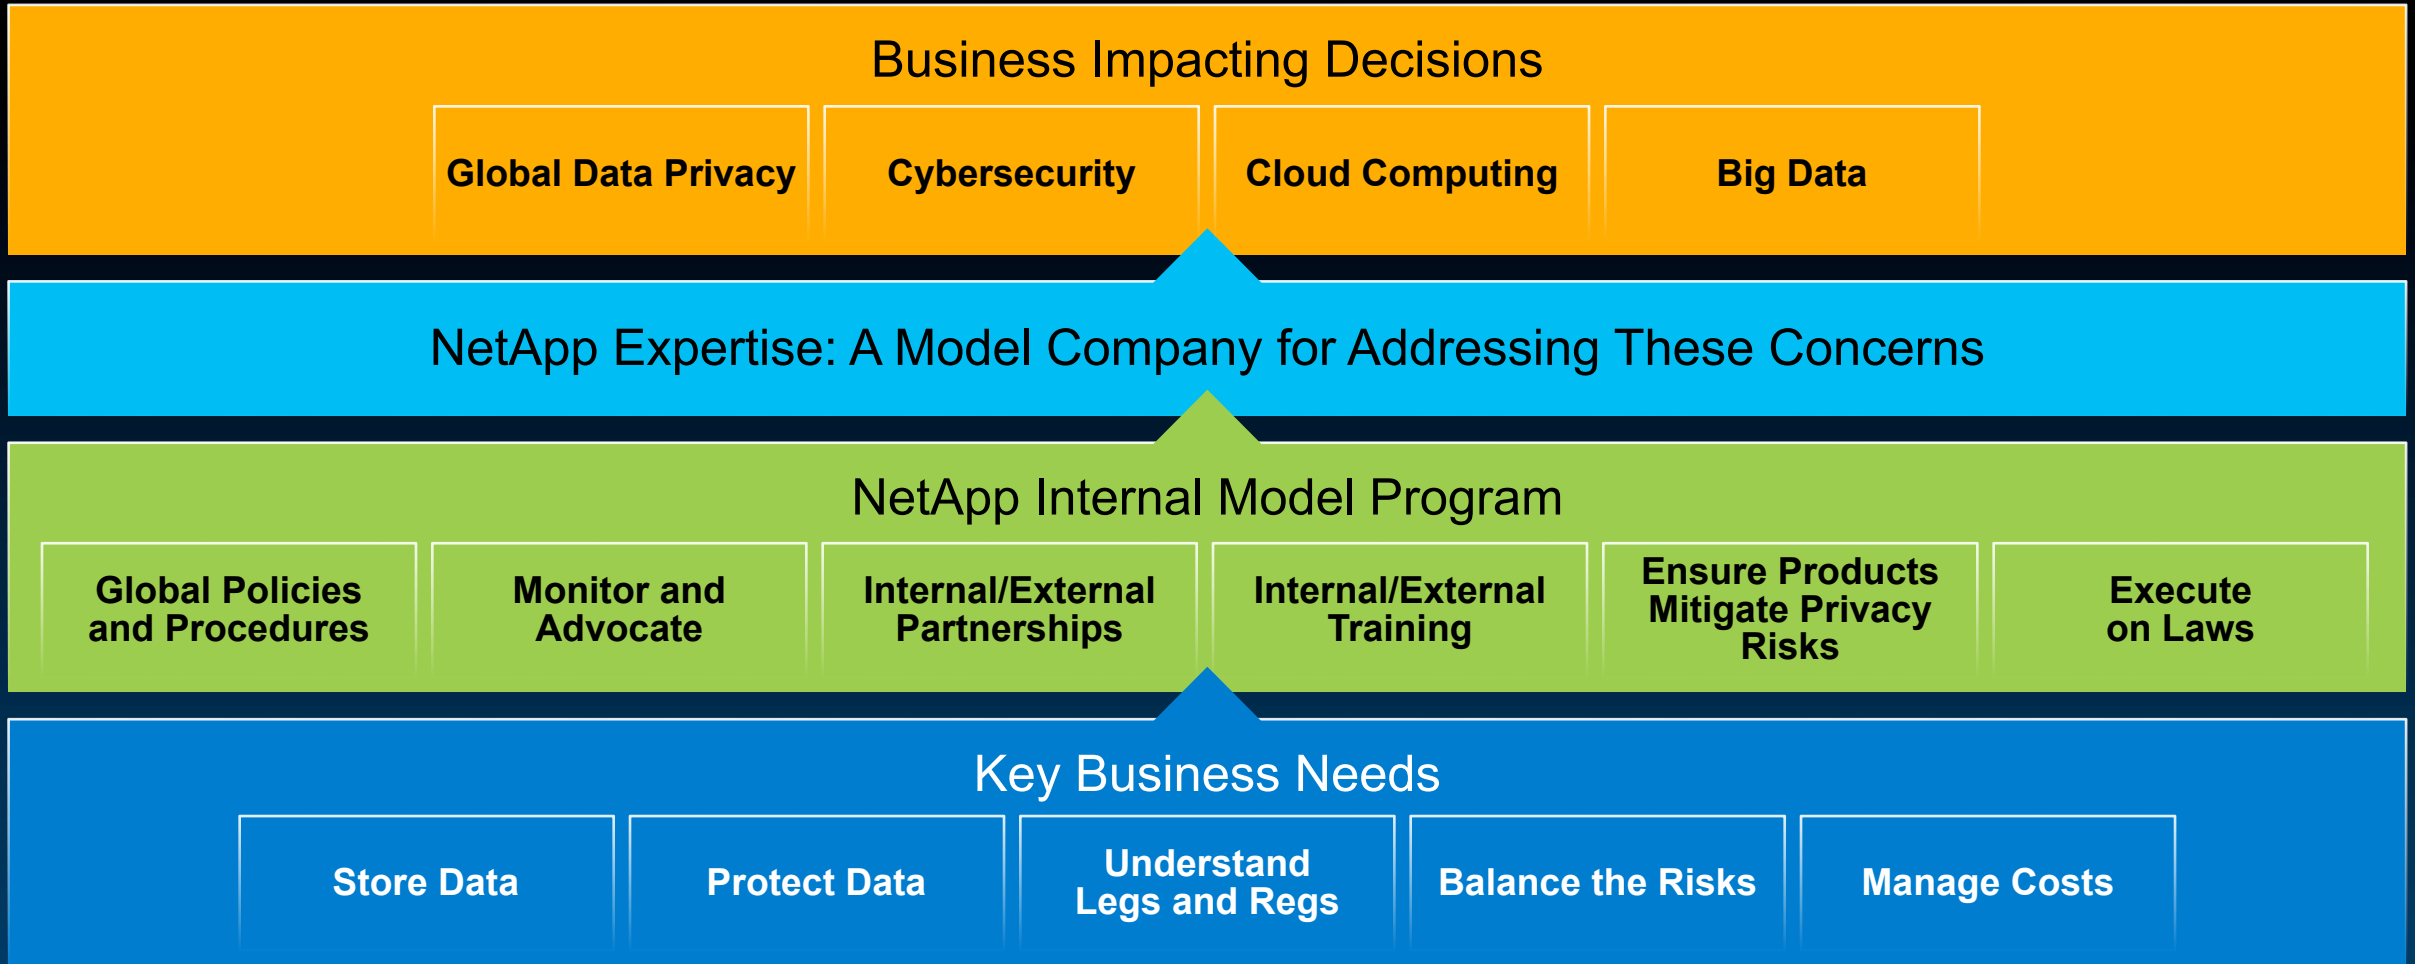 Business Impacting Decisions
Global Data Privacy
Cybersecurity
Cloud Computing
Big Data
NetApp Expertise: A Model Company for Addressing These Concerns
NetApp Internal Model Program
Global Policies
and Procedures
Monitor and
Advocate
Internal/External
Partnerships
Internal/External
Training
Ensure Products
Mitigate Privacy
Risks
Execute
on Laws
Key Business Needs
Store Data
Protect Data
Understand
Legs and Regs
Balance the Risks
Manage Costs